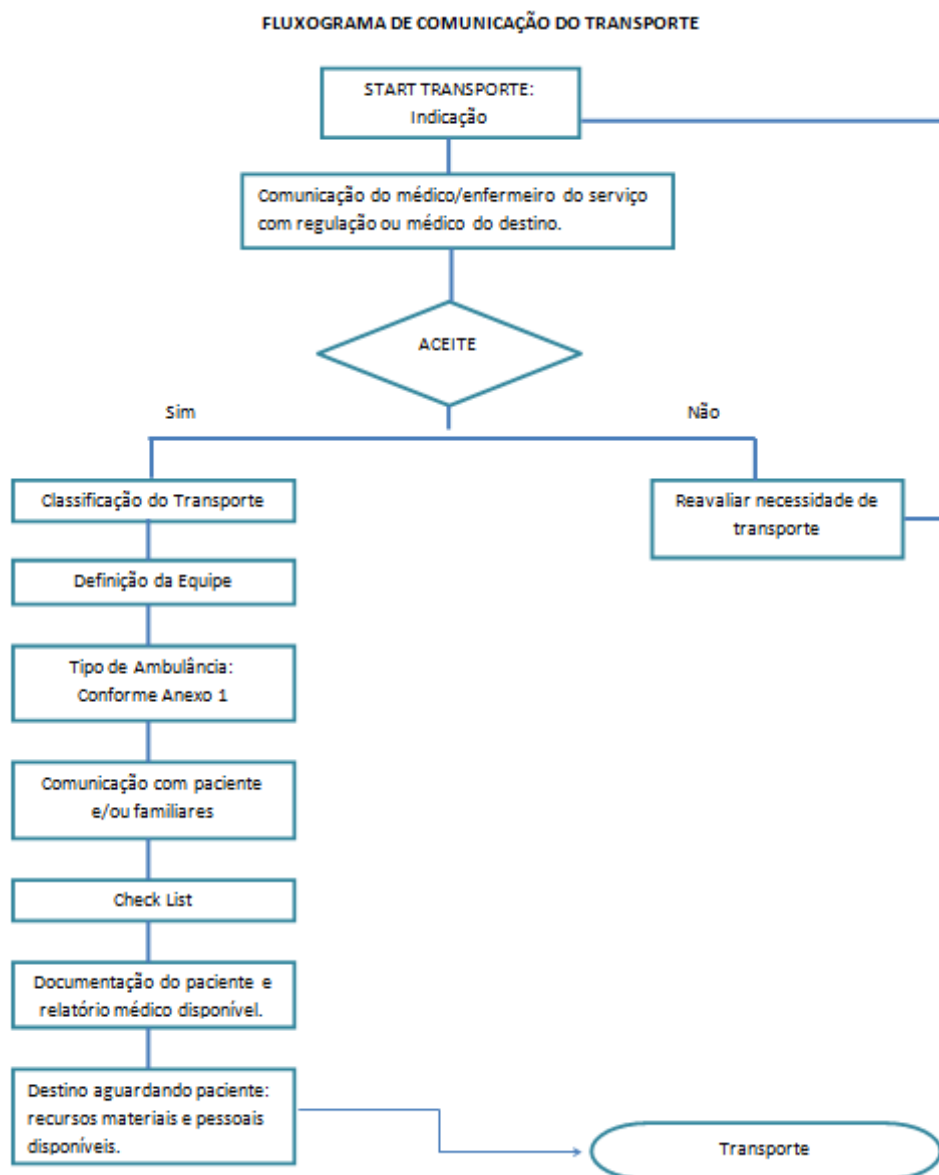 FLUXOGRAMA DE COMUNICAÇÃO DO TRANSPORTE
START TRANSPORTE:
Indicação
Comunicação do médico/enfermeiro do serviço
com regulação ou médico do destino.
ACEITE
Sim
Não
Classificação do Transporte
Reavaliar necessidade de
transporte
Definição da Equipe
Tipo de Ambulância:
Conforme Anexo 1
Comunicação com paciente
e/ou familiares
Check List
Documentação do paciente e
relatório médico disponível.
Destino aguardando paciente:
recursos materiais e pessoais
disponíveis.
Transporte